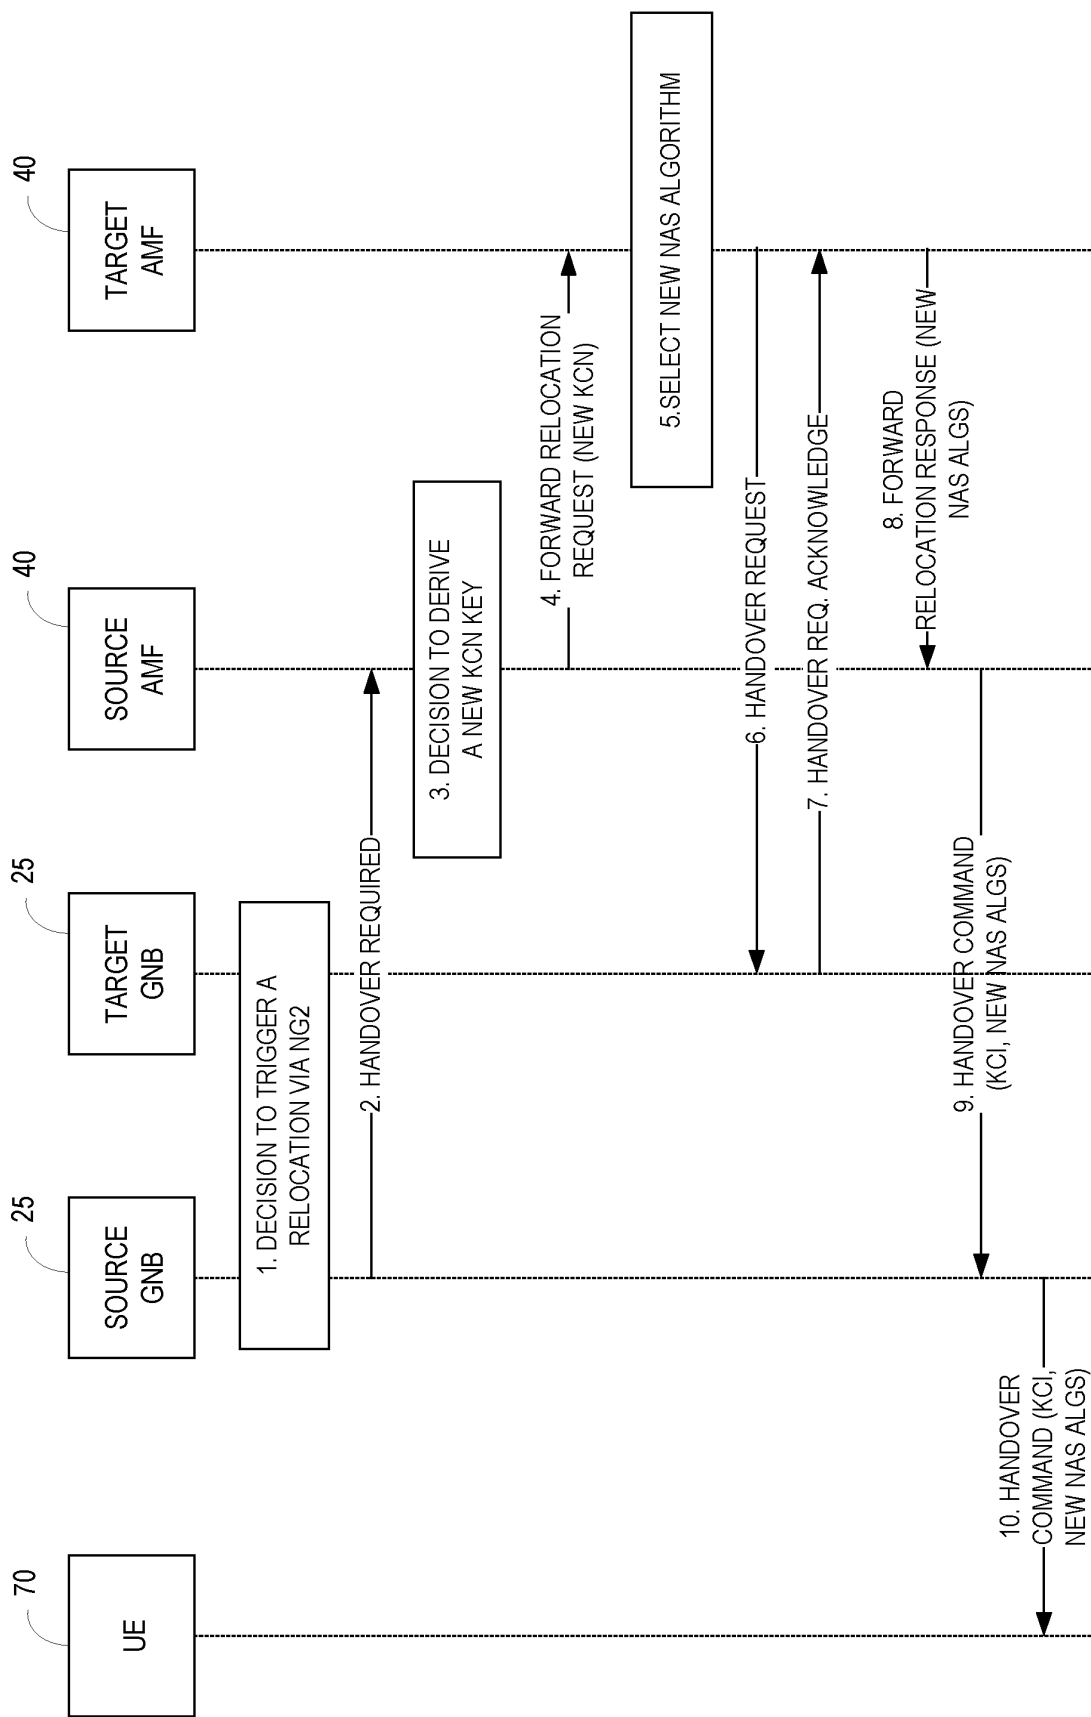 70
25
25
40
40
UE
SOURCE
GNB
TARGET
GNB
SOURCE
AMF
TARGET
AMF
1. DECISION TO TRIGGER A
RELOCATION VIA NG2
2. HANDOVER REQUIRED
3. DECISION TO DERIVE
A NEW KCN KEY
4. FORWARD RELOCATION
REQUEST (NEW KCN)
5.SELECT NEW NAS ALGORITHM
6. HANDOVER REQUEST
7. HANDOVER REQ. ACKNOWLEDGE
8. FORWARD
RELOCATION RESPONSE (NEW
NAS ALGS)
9. HANDOVER COMMAND
(KCI, NEW NAS ALGS)
10. HANDOVER
COMMAND (KCI,
NEW NAS ALGS)